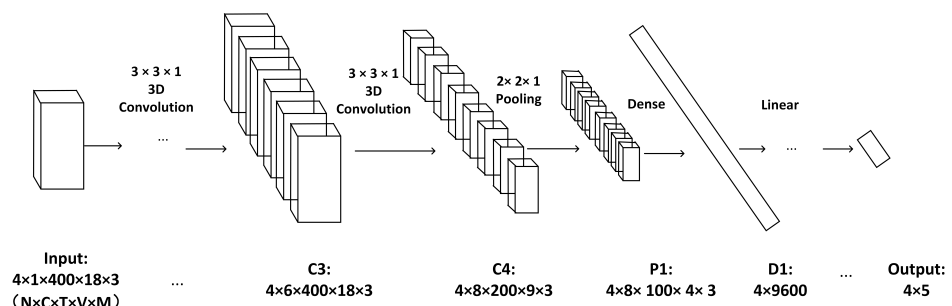 3 × 3 × 1
3D
Convolution
...
3 × 3 × 1
3D
Convolution
2× 2× 1
Pooling
Dense
Linear
...
Input:
4×1×400×18×3
(N×C×T×V×M)
...
C3:
4×6×400×18×3
C4:
4×8×200×9×3
P1:
4×8× 100× 4× 3
D1:
4×9600
...
Output:
4×5